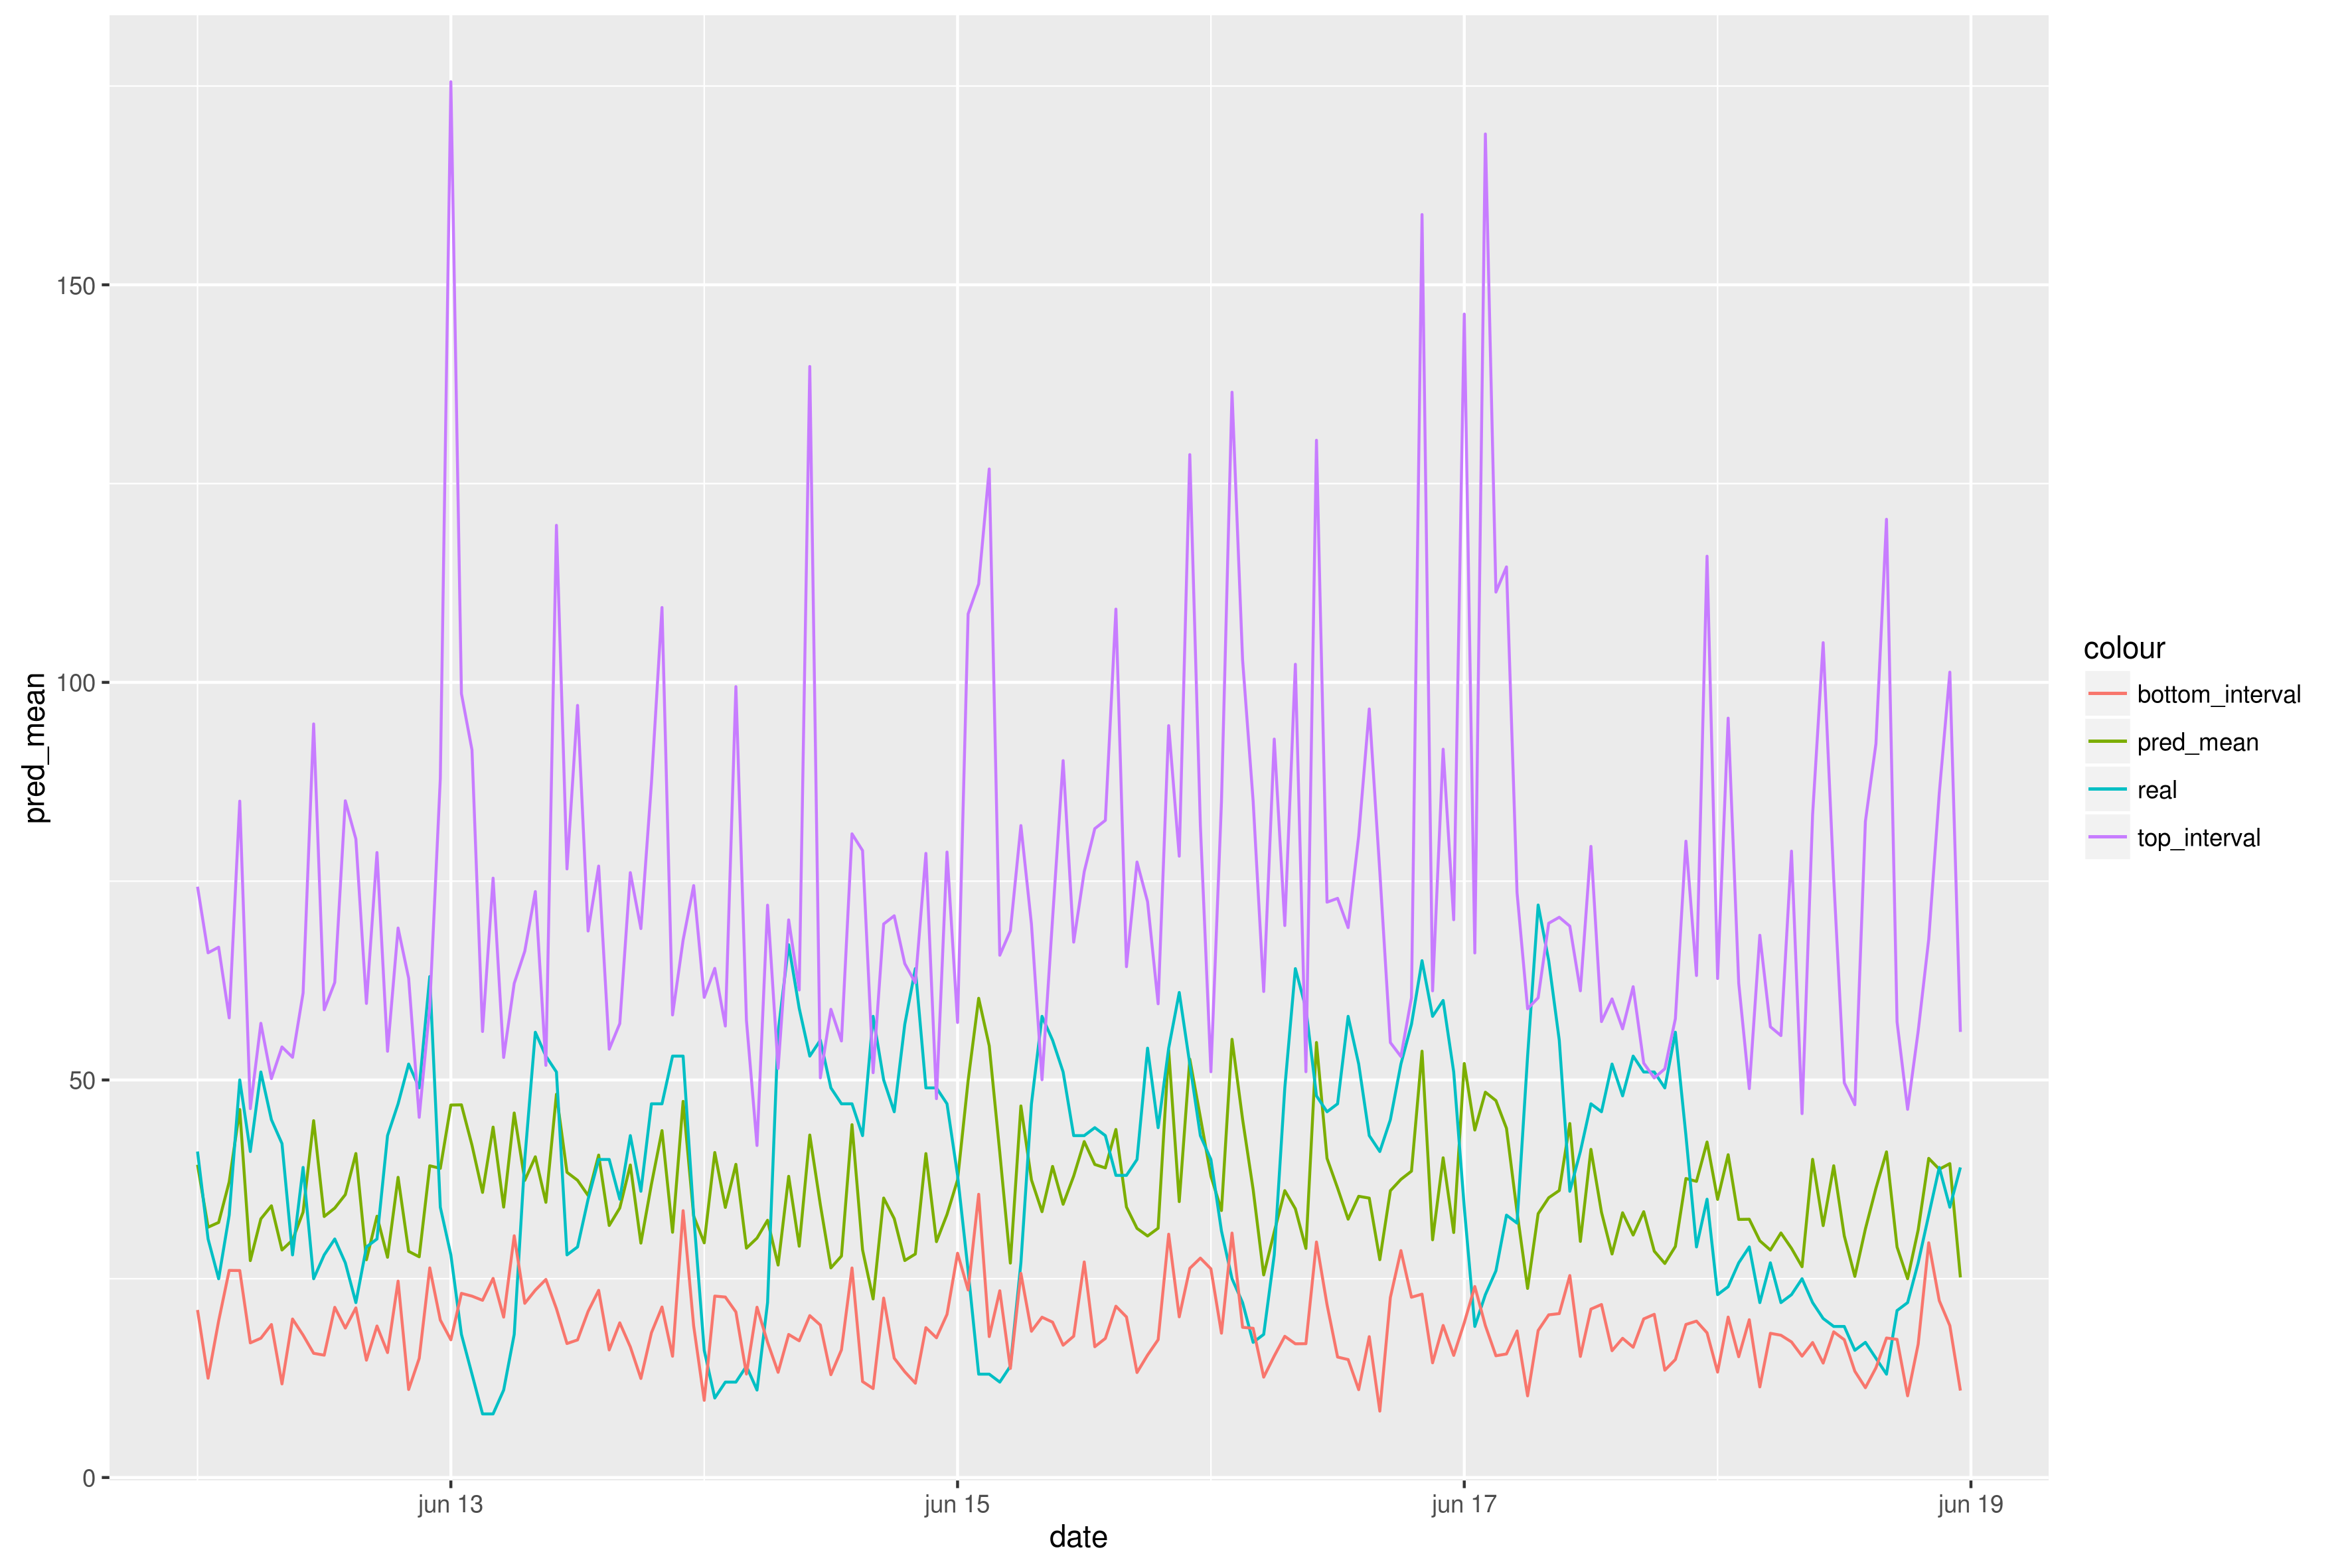 pred_mean
150
100
50
0
jun 13
jun 15
jun 17
jun 19
date
colour
bottom_interval
pred_mean
real
top_interval